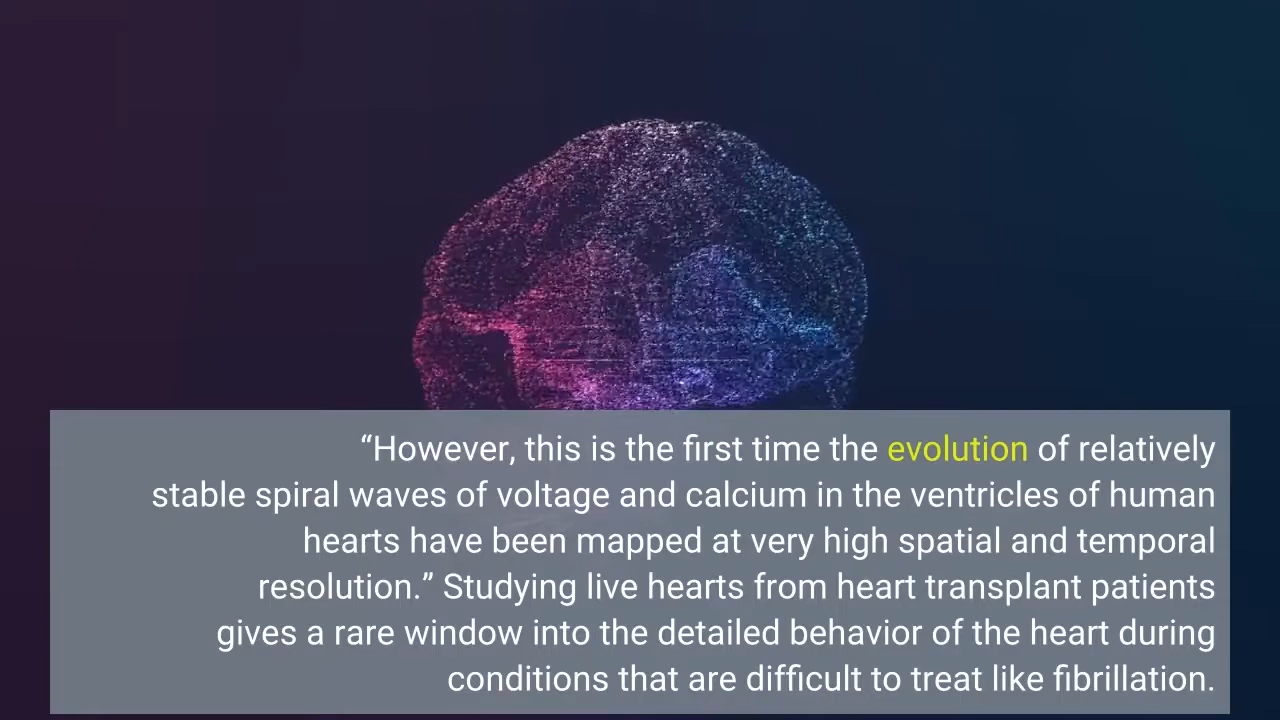 “However, this is the first time the evolution of relatively
stable spiral waves of voltage and calcium in the ventricles of human
hearts have been mapped at very high spatial and temporal
resolution.” Studying live hearts from heart transplant patients
gives a rare window into the detailed behavior of the heart during
conditions that are difficult to treat like fibrillation.